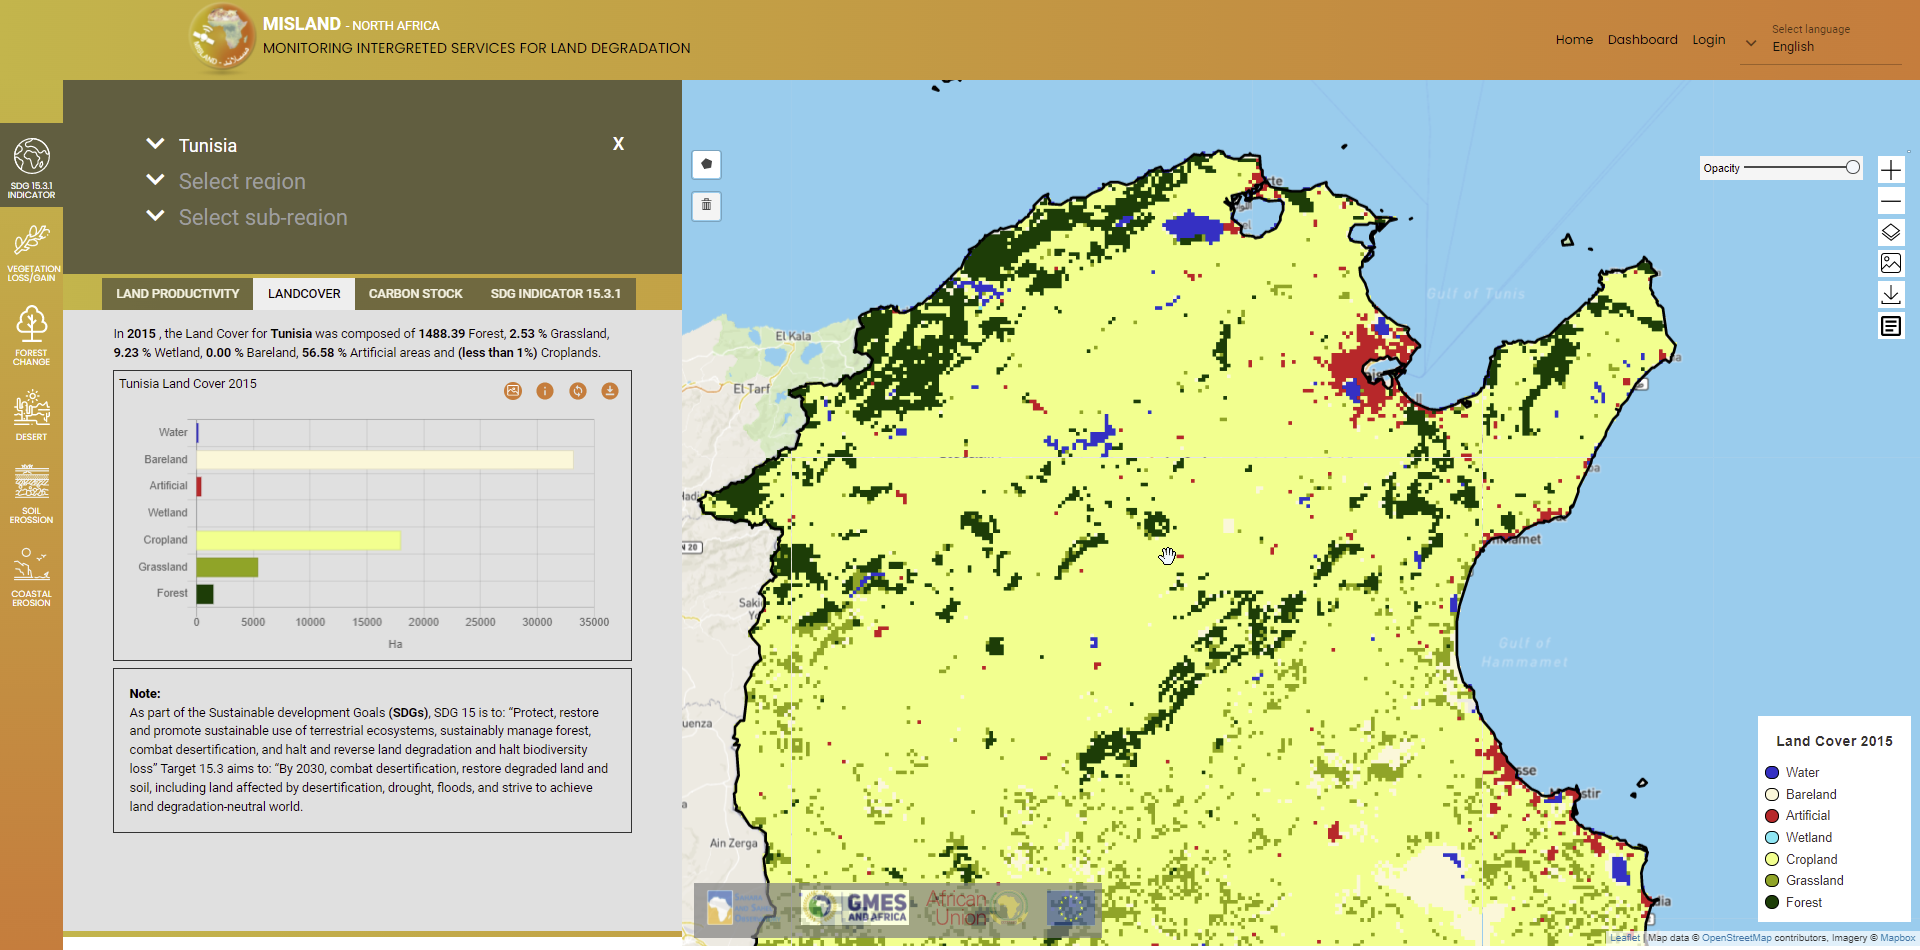 MISLAND - NORTH AFRICA
MONITORING INTERGRETED SERVICES FOR LAND DEGRADATION
Home Dashboard Login
Select language
English
SDG 15.3.1
INDICATOR
VEGETATION
LOSS/GAIN
FOREST
CHANGE
DESERT
SOIL
EROSSION
COASTAL
EROSION
Tunisia
X
Select region
Select sub-region
LAND PRODUCTIVITY LANDCOVER CARBON STOCK SDG INDICATOR 15.3.1
In 2015 , the Land Cover for Tunisia was composed of 1488.39 Forest, 2.53 % Grassland,
9.23 % Wetland, 0.00 % Bareland, 56.58 % Artificial areas and (less than 1%) Croplands.
Tunisia Land Cover 2015
Water
Bareland
Artificial
Wetland
Cropland
Grassland
Forest
0 5000 10000 15000 20000 25000 30000 35000
Ha
Note:
As part of the Sustainable development Goals (SDGs), SDG 15 is to: “Protect, restore
and promote sustainable use of terrestrial ecosystems, sustainably manage forest,
combat desertification, and halt and reverse land degradation and halt biodiversity
loss” Target 15.3 aims to: “By 2030, combat desertification, restore degraded land and
soil, including land affected by desertification, drought, floods, and strive to achieve
land degradation-neutral world.
Opacity
Gulf of Tunis
El Kala
El Tarf
N 20
Gulf of
Hammamet
Ain Zerga
GMES
AND AFRICA
African
Union
Land Cover 2015
Water
Bareland
Artificial
Wetland
Cropland
Grassland
Forest
Leaflet | Map data © OpenStreetMap contributors, Imagery © Mapbox